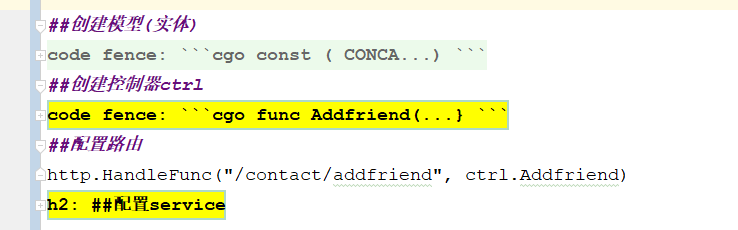 ##创建模型(实体)
code fence: ```cgo const ( CONCA...) ```
##创建控制器ctrl
code fence: ```cgo func Addfriend(...} ```
##配置路由
http.HandleFunc("/contact/addfriend", ctrl.Addfriend)
h2: ##配置service